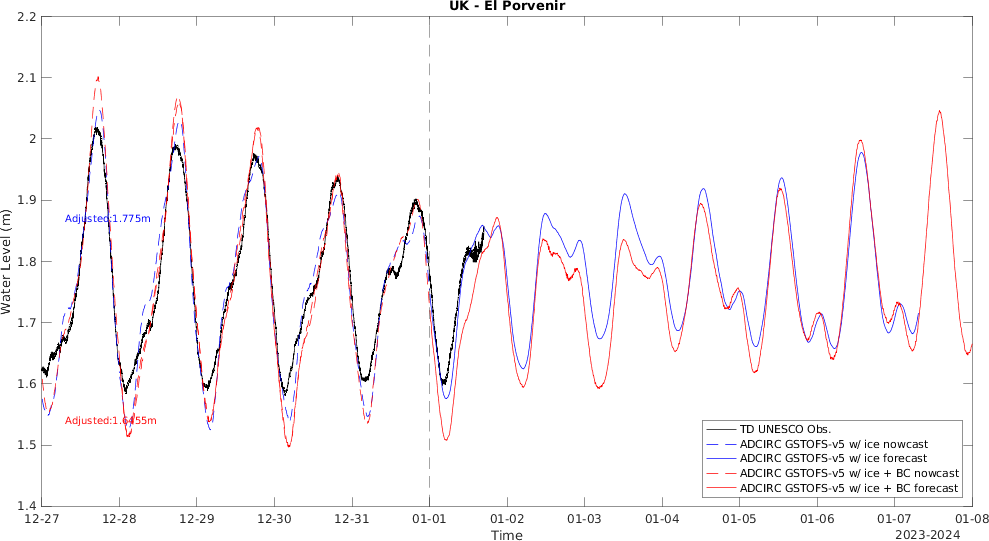 UK - El Porvenir
2.2
2.1
2
1.9
1.8
1.7
1.6
1.5
1.4
Water Level (m)
Adjusted:1.775m
Adjusted:1.6455m
TD UNESCO Obs.
ADCIRC GSTOFS-v5 w/ ice nowcast
ADCIRC GSTOFS-v5 w/ ice forecast
ADCIRC GSTOFS-v5 w/ ice + BC nowcast
ADCIRC GSTOFS-v5 w/ ice + BC forecast
12-27 12-28 12-29 12-30 12-31 01-01 01-02 01-03 01-04 01-05 01-06 01-07 01-08
Time
2023-2024